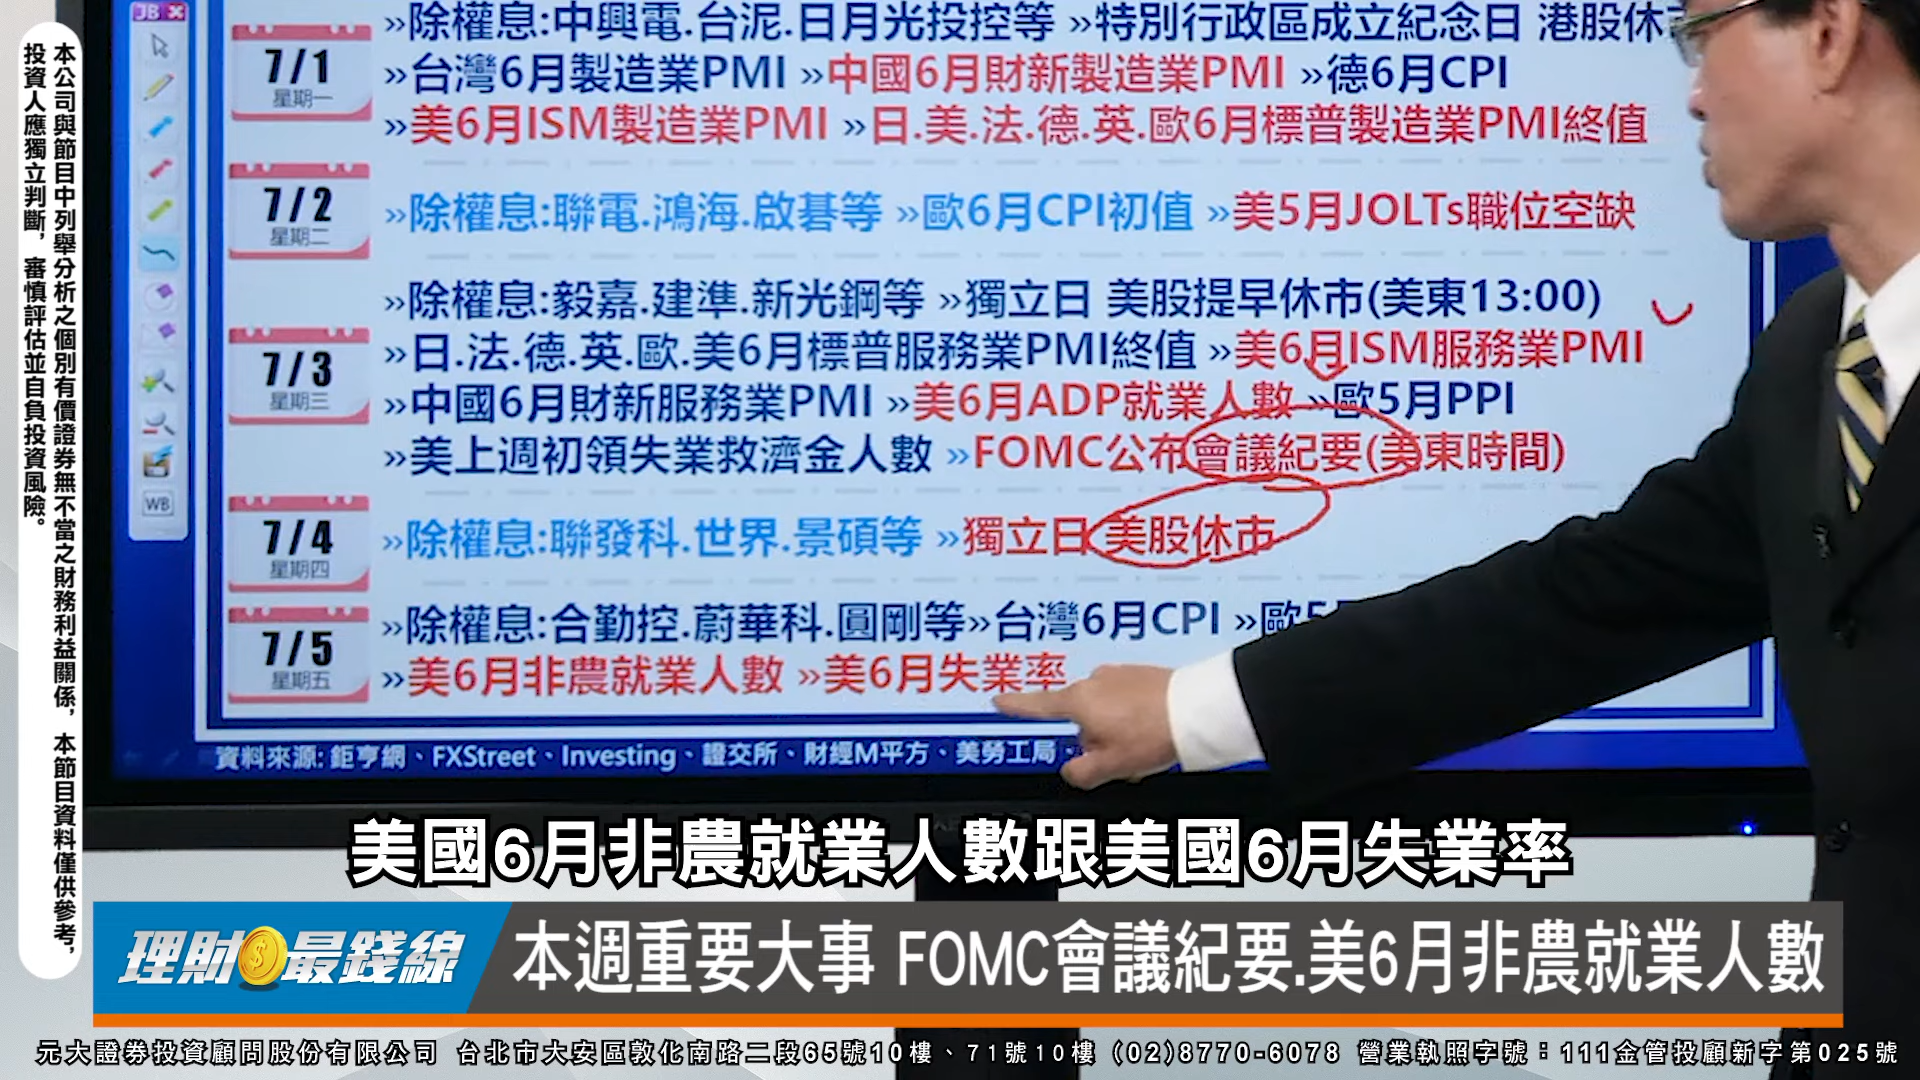 本公司與節目中列舉分析之個別有價證券無不當之財務利益關係，本節目資料僅供參考，
投資人應獨立判斷，審慎評估並自負投資風險。
JB
WB
7/1
星期一
»除權息:中興電.台泥.日月光投控等 »特別行政區成立紀念日 港股休
»台灣6月製造業PMI »中國6月財新製造業PMI »德6月CPI
»美6月ISM製造業PMI »日.美.法.德.英.歐6月標普製造業PMI終值
7/2
星期二
»除權息:聯電.鴻海.啟碁等 »歐6月CPI初值 »美5月JOLTs職位空缺
7/3
星期三
»除權息:毅嘉.建準.新光鋼等 »獨立日 美股提早休市(美東13:00)
»日.法.德.英.歐.美6月標普服務業PMI終值 »美6月ISM服務業PMI
»中國6月財新服務業PMI »美6月ADP就業人數 »歐5月PPI
»美上週初領失業救濟金人數 »FOMC公布會議紀要(美東時間)
7/4
星期四
»除權息:聯發科.世界.景碩等 »獨立日 美股休市
7/5
星期五
»除權息:合勤控.蔚華科.圓剛等»台灣6月CPI »歐5
»美6月非農就業人數 »美6月失業率
資料來源: 鉅亨網、FXStreet、Investing、證交所、財經M平方、美勞工局、
美國6月非農就業人數跟美國6月失業率
理財最錢線
本週重要大事 FOMC會議紀要.美6月非農就業人數
元大證券投資顧問股份有限公司 台北市大安區敦化南路二段65號10樓、71號10樓 (02)8770-6078 營業執照字號：111金管投顧新字第025號